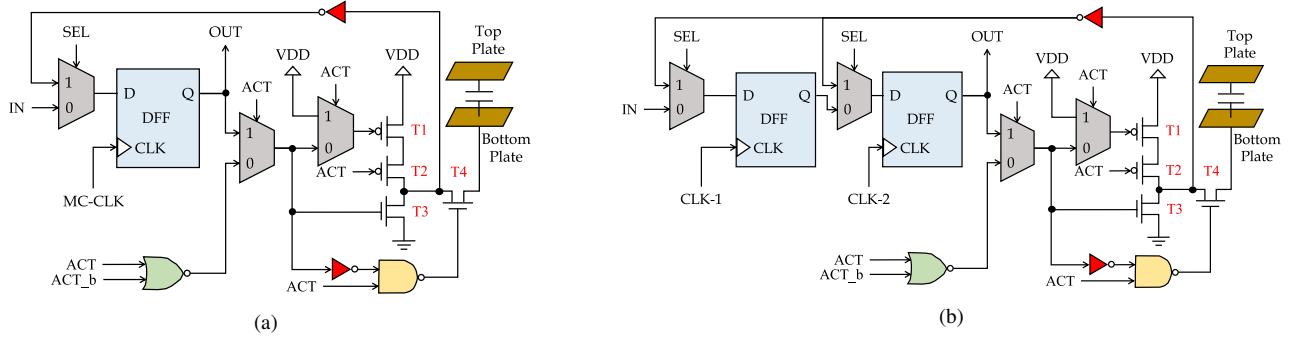 SEL
OUT
VDD
VDD
ACT
Top
Plate
ACT
1
0
IN
D
Q
DFF
CLK
MC-CLK
1
0
1
0
T1
ACT
T2
T4
T3
Bottom
Plate
ACT
ACT_b
ACT
(a)
SEL
SEL
OUT
VDD
VDD
ACT
Top
Plate
ACT
1
0
IN
D
Q
DFF
CLK
CLK-1
1
0
D
Q
DFF
CLK
CLK-2
1
0
1
0
T1
ACT
T2
T4
T3
Bottom
Plate
ACT
ACT_b
ACT
(b)